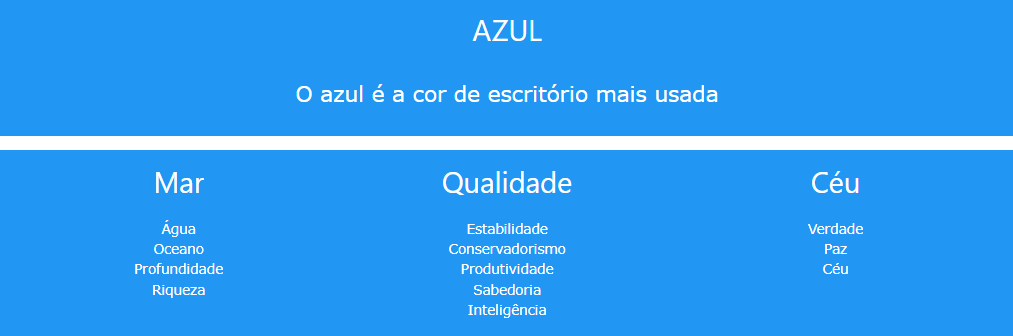 AZUL
O azul é a cor de escritório mais usada
Mar
Água
Oceano
Profundidade
Riqueza
Qualidade
Estabilidade
Conservadorismo
Produtividade
Sabedoria
Inteligência
Céu
Verdade
Paz
Céu